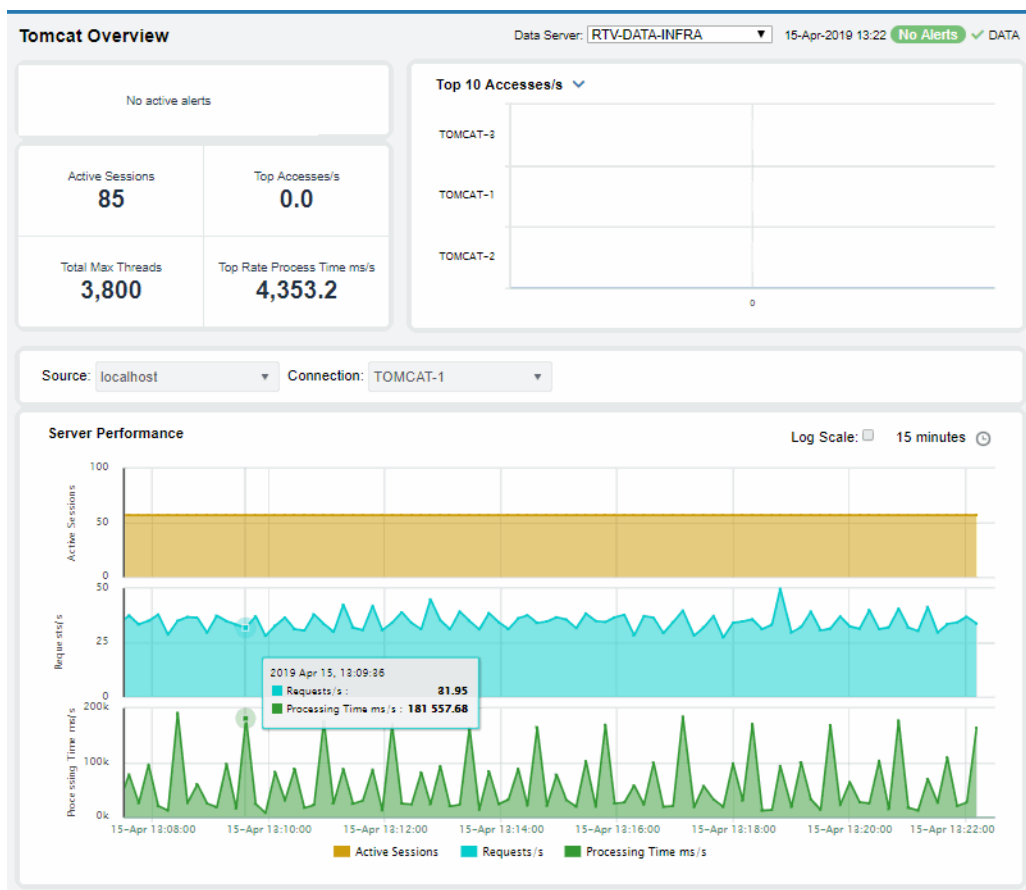 Tomcat Overview
Data Server: RTV-DATA-INFRA 15-Apr-2019 13:22 No Alerts DATA
No active alerts
Active Sessions
85
Top Accesses/s
0.0
Total Max Threads
3,800
Top Rate Process Time ms/s
4,353.2
Top 10 Accesses/s
TOMCAT-3
TOMCAT-1
TOMCAT-2
0
Source: localhost Connection: TOMCAT-1
Server Performance
Log Scale: 15 minutes
100
50
0
Active Sessions
50
25
0
Requests/s
200k
100k
0k
Processing Time ms/s
2019 Apr 15, 13:09:36
Requests/s : 31.95
Processing Time ms/s : 181 557.68
15-Apr 13:08:00 15-Apr 13:10:00 15-Apr 13:12:00 15-Apr 13:14:00 15-Apr 13:16:00 15-Apr 13:18:00 15-Apr 13:20:00 15-Apr 13:22:00
Active Sessions Requests/s Processing Time ms/s